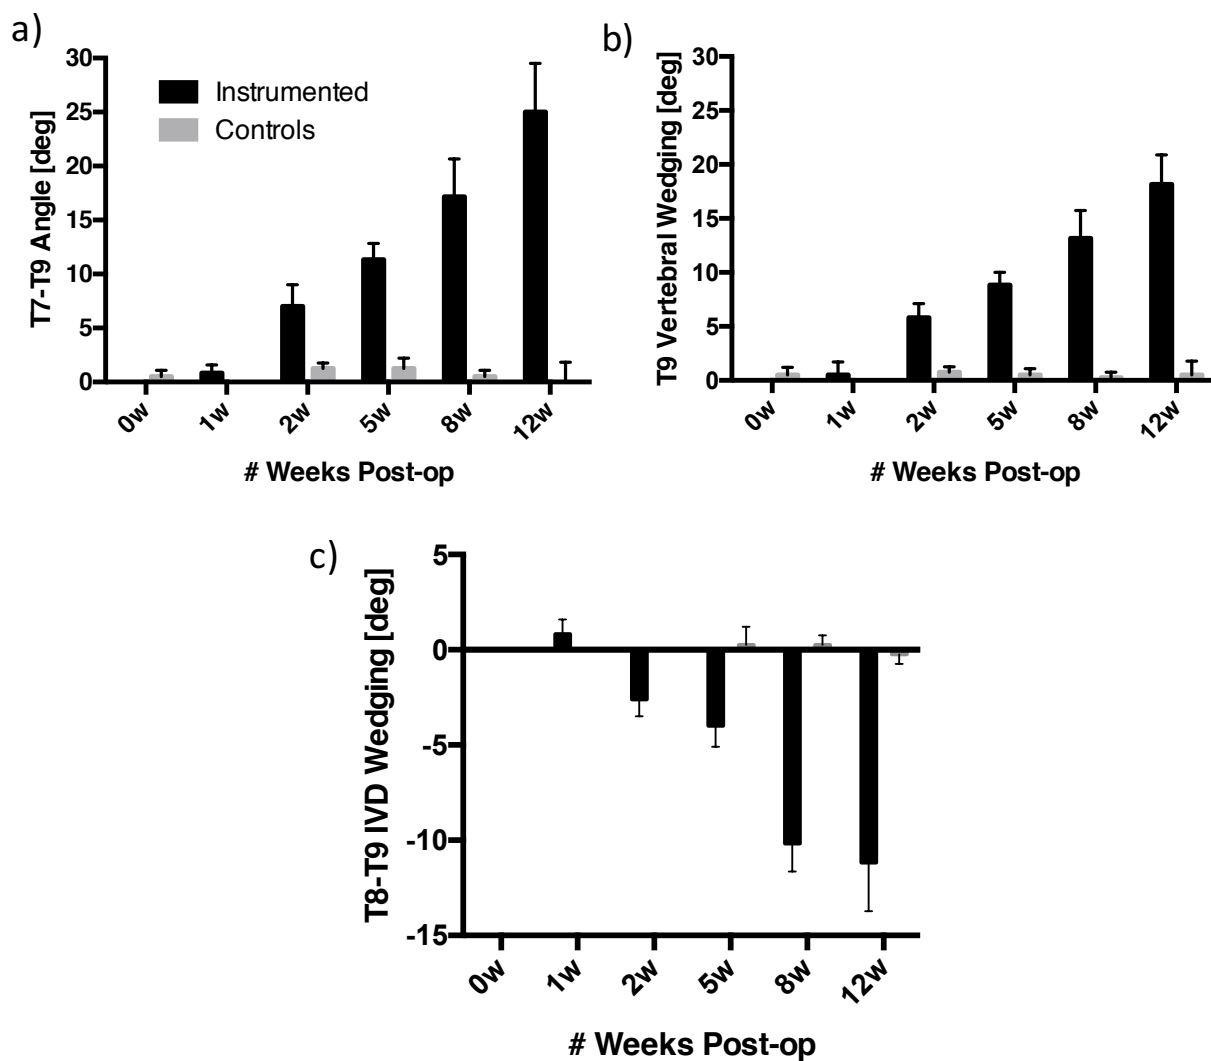 a)
T7-T9 Angle [deg]
30
25
20
15
10
5
0
Instrumented
Controls
0w 1w 2w 5w 8w 12w
# Weeks Post-op
b)
T9 Vertebral Wedging [deg]
30
20
10
5
0
0w 1w 2w 5w 8w 12w
# Weeks Post-op
c)
T8-T9 IVD Wedging [deg]
5
0
-5
-10
-15
0w 1w 2w 5w 8w 12w
# Weeks Post-op